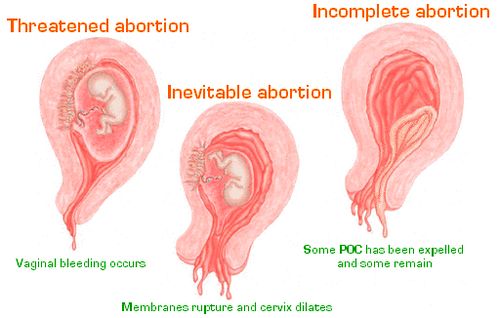 Threatened abortion
Incomplete abortion
Inevitable abortion
Vaginal bleeding occurs
Some POC has been expelled
and some remain
Membranes rupture and cervix dilates